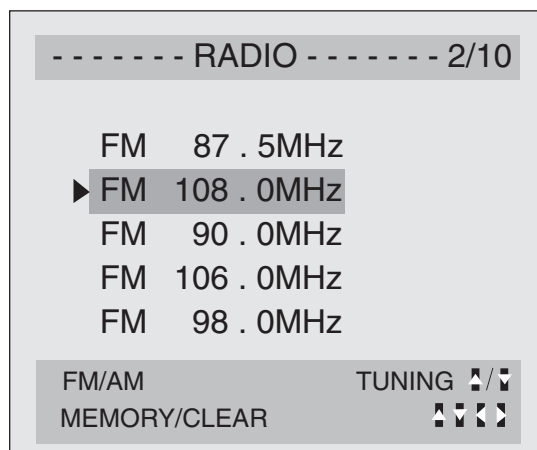 - - - - - - - RADIO - - - - - - - 2/10
FM 87 . 5MHz
FM 108 . 0MHz
FM 90 . 0MHz
FM 106 . 0MHz
FM 98 . 0MHz
FM/AM TUNING /
MEMORY/CLEAR